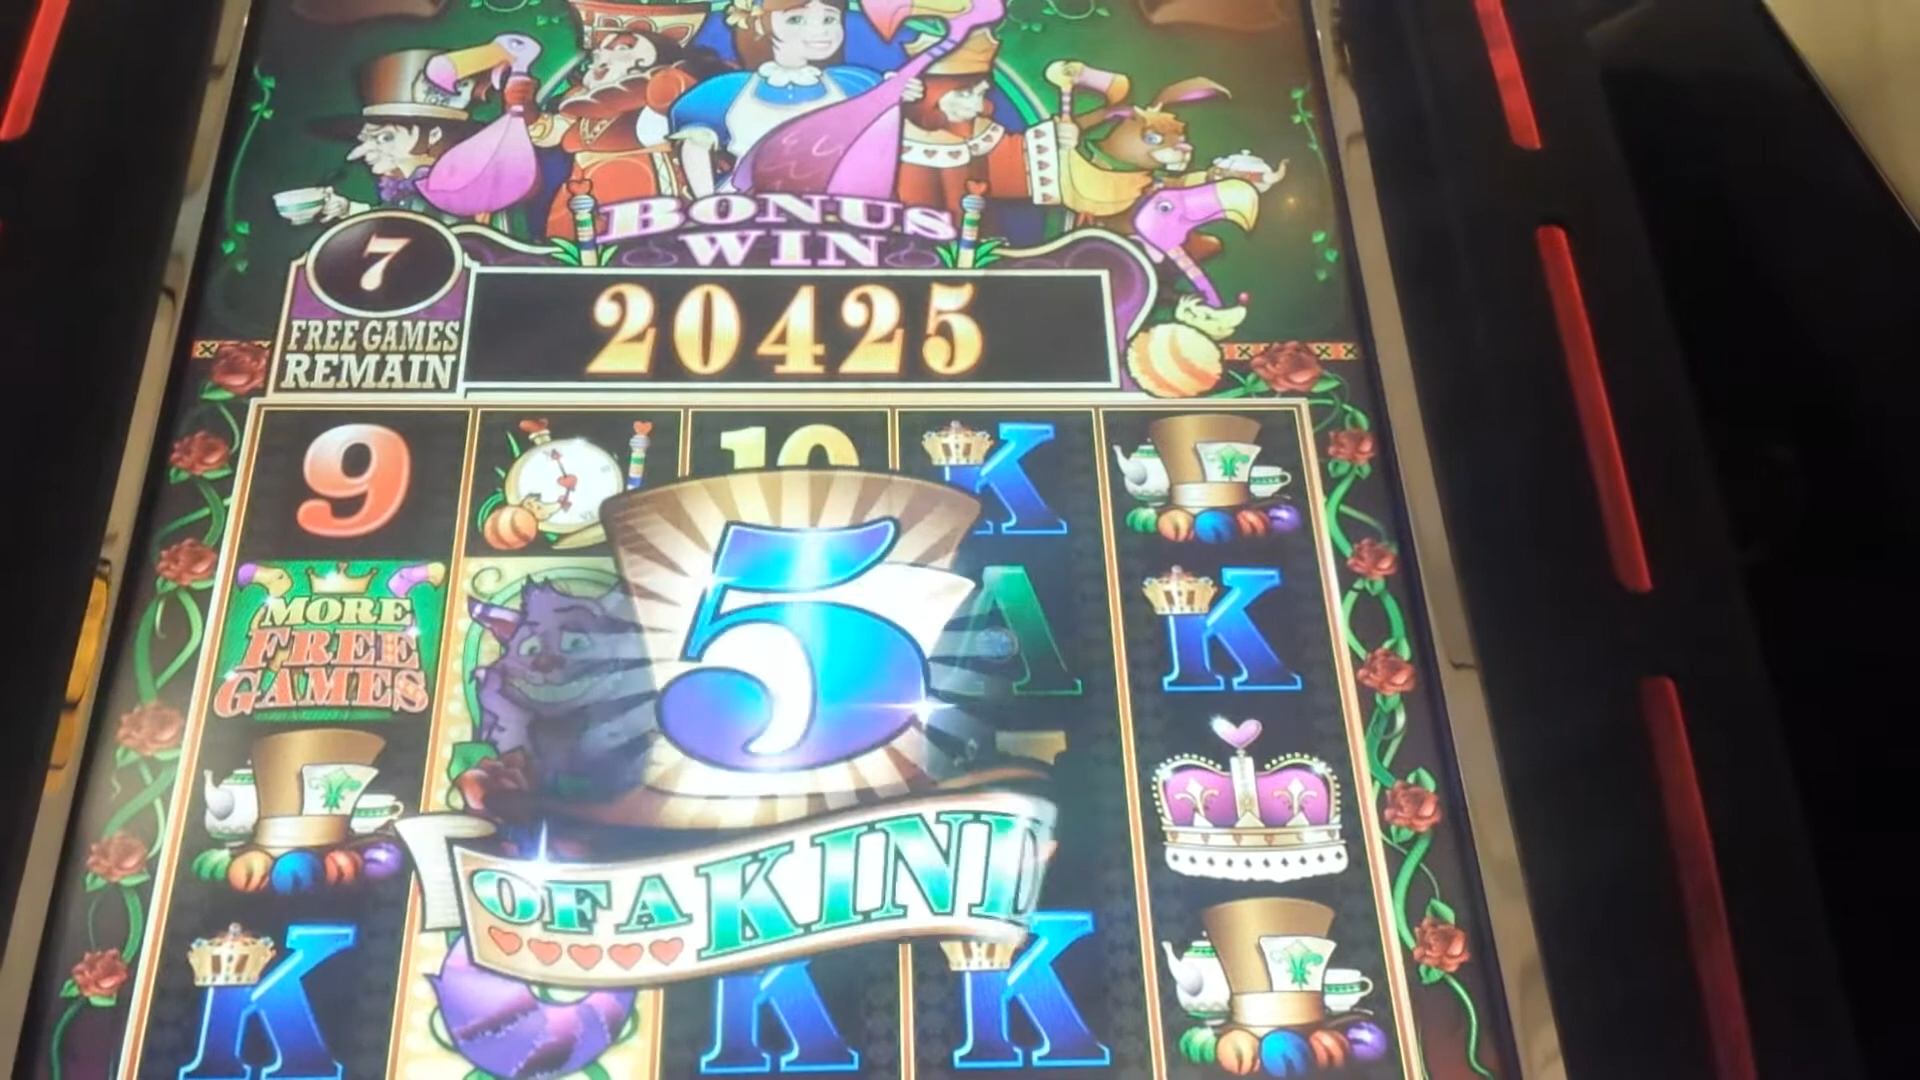 BONUS
WIN
7
FREE GAMES
REMAIN
20425
9
10
K
K
A
MORE
FREE
GAMES
5
OF A KIND
K
K
K